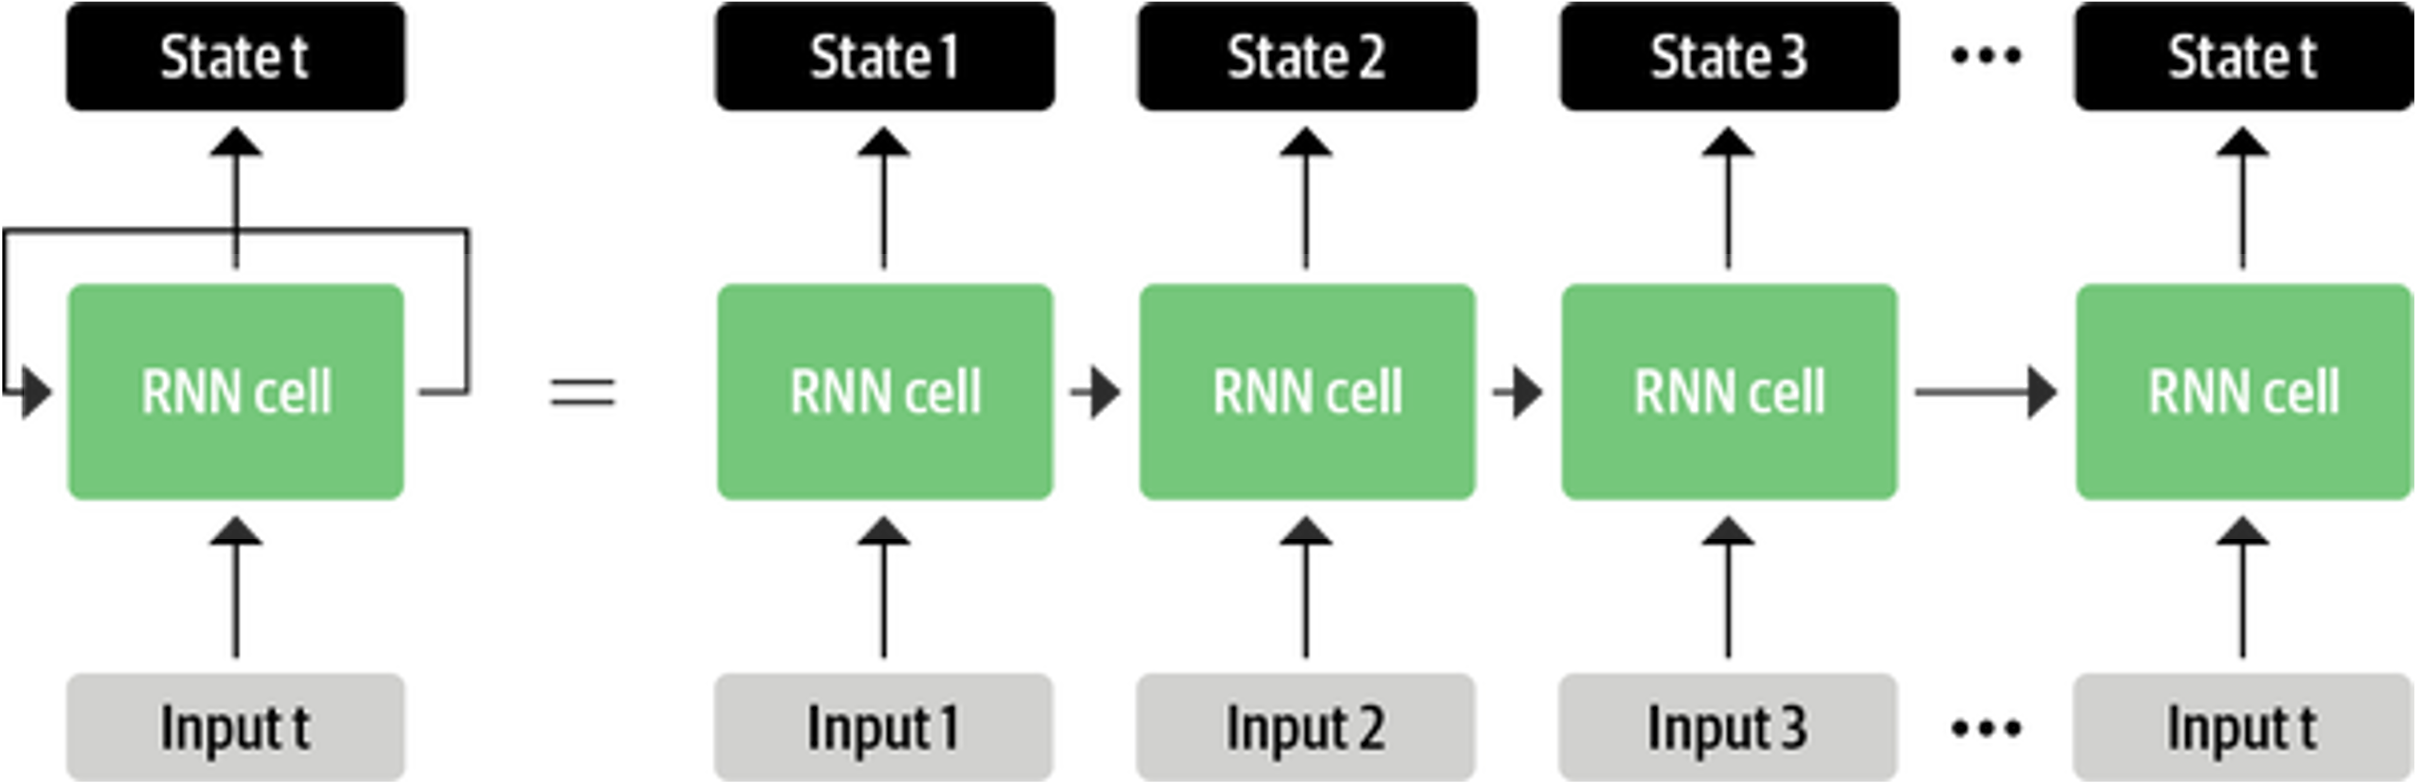 State t
State 1
State 2
State 3
...
State t
RNN cell
=
RNN cell
RNN cell
RNN cell
RNN cell
Input t
Input 1
Input 2
Input 3
...
Input t